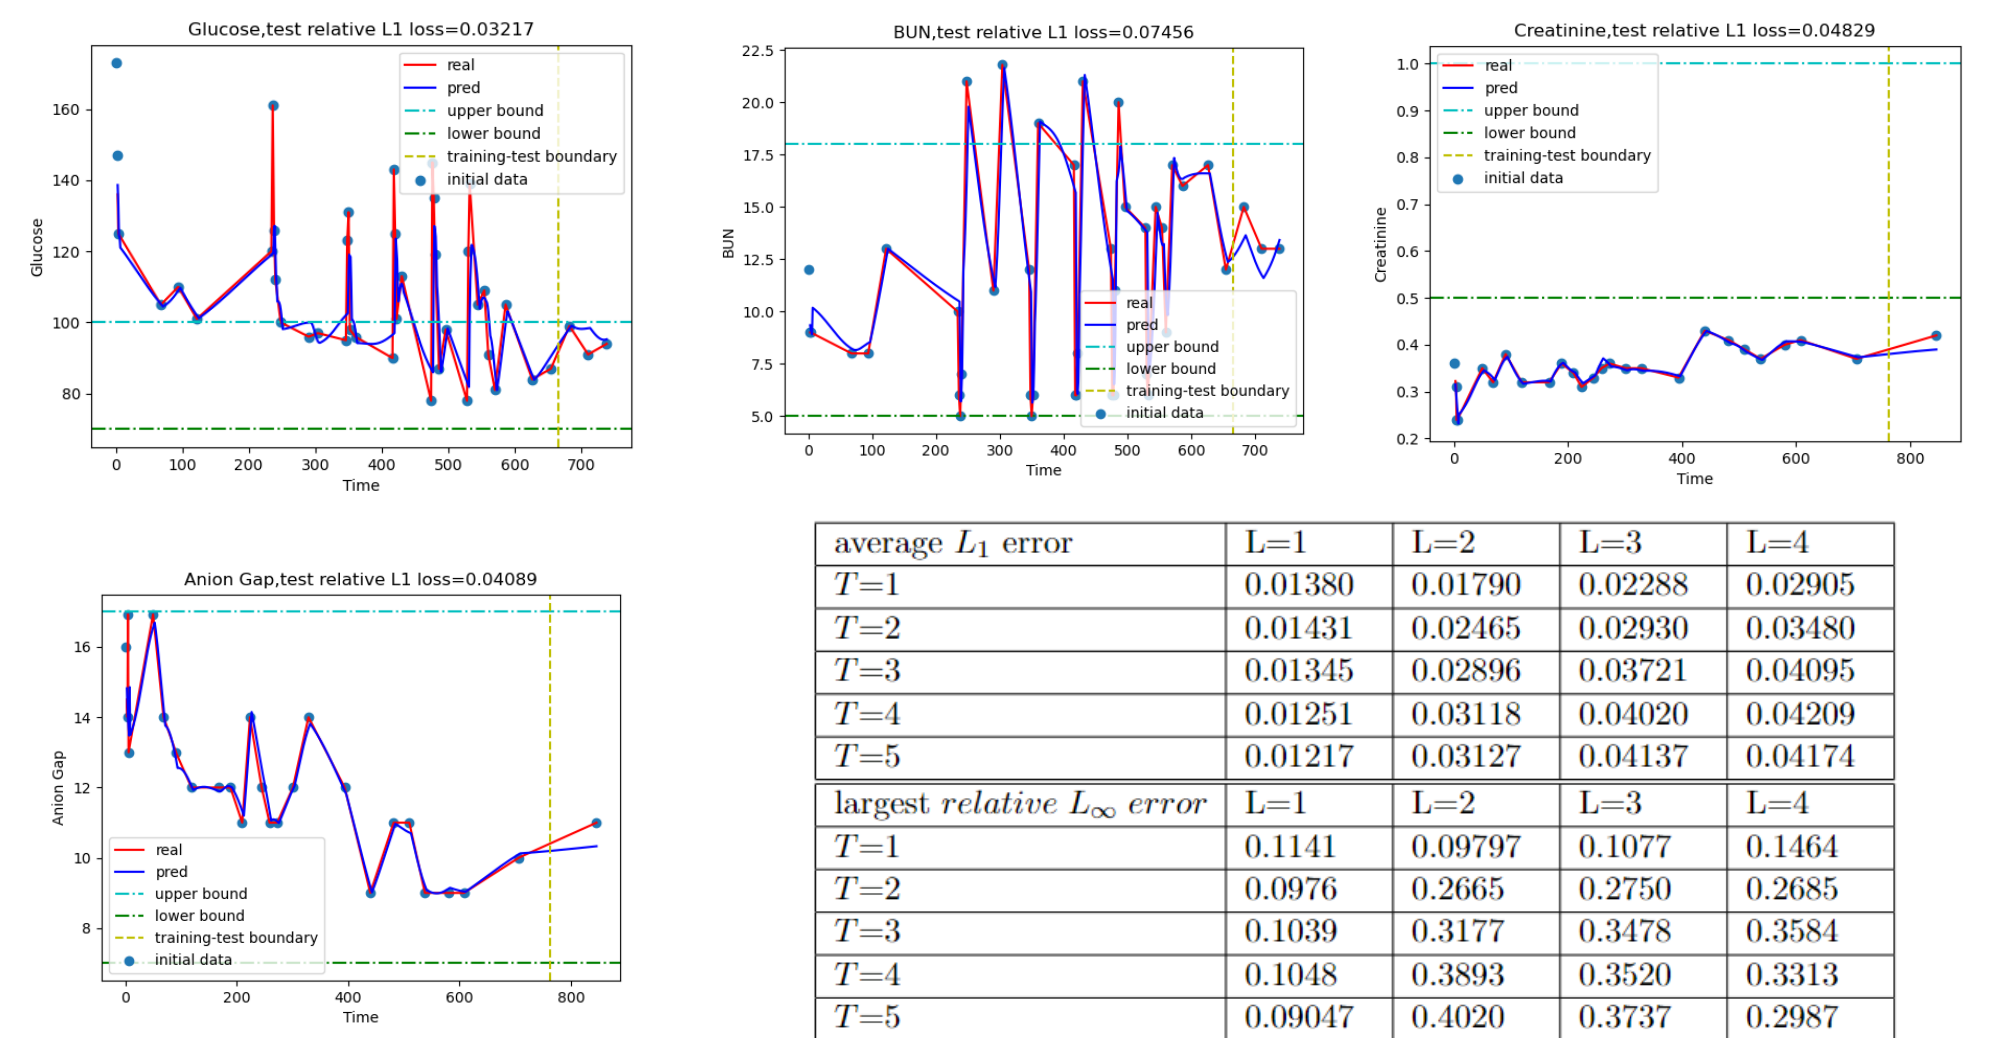 Glucose,test relative L1 loss=0.03217
160
140
120
100
80
Glucose
0 100 200 300 400 500 600 700
Time
real
pred
upper bound
lower bound
training-test boundary
initial data
BUN,test relative L1 loss=0.07456
22.5
20.0
17.5
15.0
12.5
10.0
7.5
5.0
BUN
0 100 200 300 400 500 600 700
Time
real
pred
upper bound
lower bound
training-test boundary
initial data
Creatinine,test relative L1 loss=0.04829
1.0
0.9
0.8
0.7
0.6
0.5
0.4
0.3
0.2
Creatinine
0 200 400 600 800
Time
real
pred
upper bound
lower bound
training-test boundary
initial data
Anion Gap,test relative L1 loss=0.04089
16
14
12
10
8
Anion Gap
0 200 400 600 800
Time
real
pred
upper bound
lower bound
training-test boundary
initial data
average L₁ error L=1 L=2 L=3 L=4
T=1 0.01380 0.01790 0.02288 0.02905
T=2 0.01431 0.02465 0.02930 0.03480
T=3 0.01345 0.02896 0.03721 0.04095
T=4 0.01251 0.03118 0.04020 0.04209
T=5 0.01217 0.03127 0.04137 0.04174
largest relative L∞ error L=1 L=2 L=3 L=4
T=1 0.1141 0.09797 0.1077 0.1464
T=2 0.0976 0.2665 0.2750 0.2685
T=3 0.1039 0.3177 0.3478 0.3584
T=4 0.1048 0.3893 0.3520 0.3313
T=5 0.09047 0.4020 0.3737 0.2987